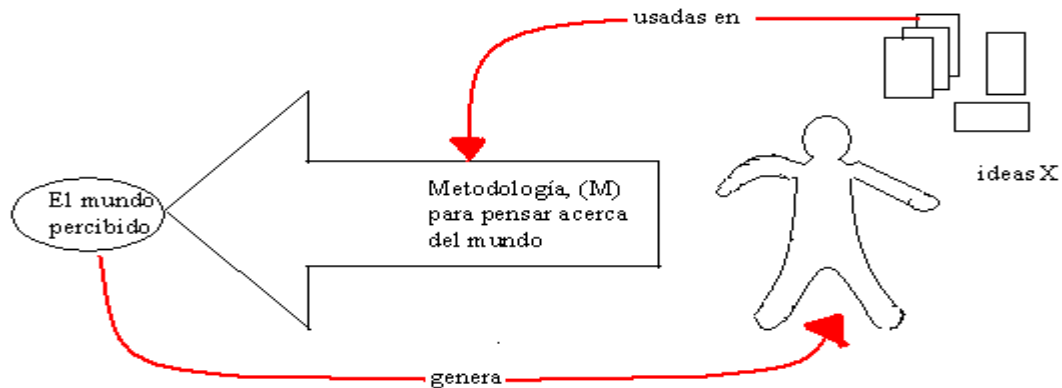 usadas en
ideas X
El mundo
percibido
Metodología, (M)
para pensar acerca
del mundo
genera